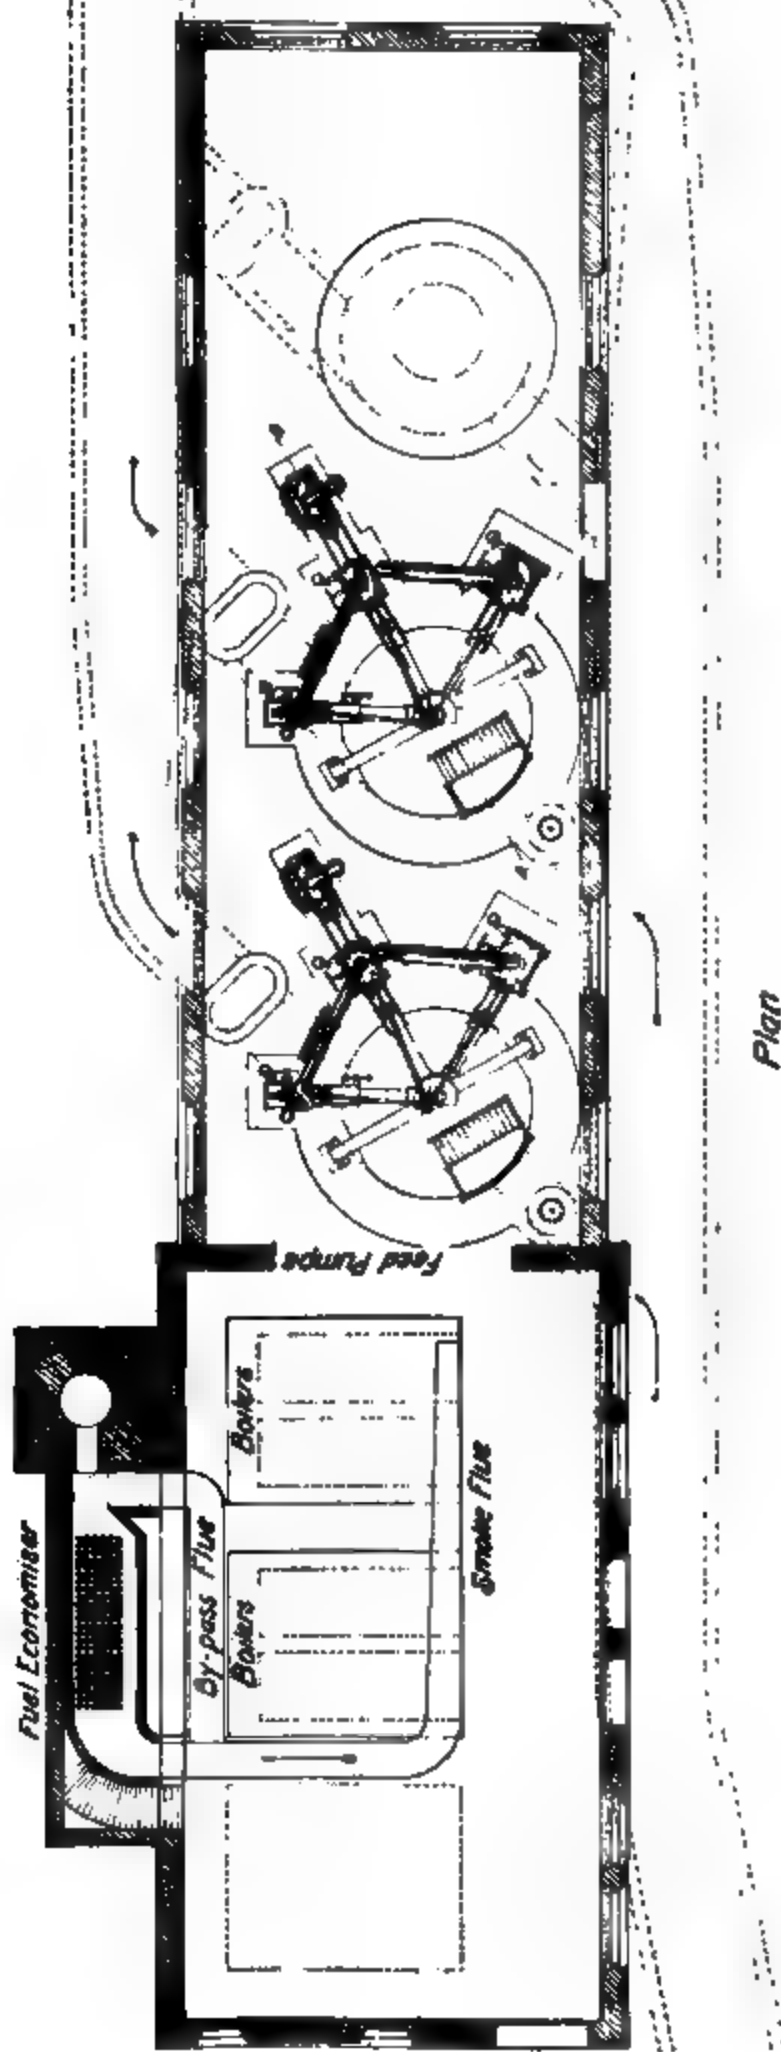 Feed Pumps
Boilers
Smoke Flue
By-pass Flue
Boilers
Fuel Economiser
Plan